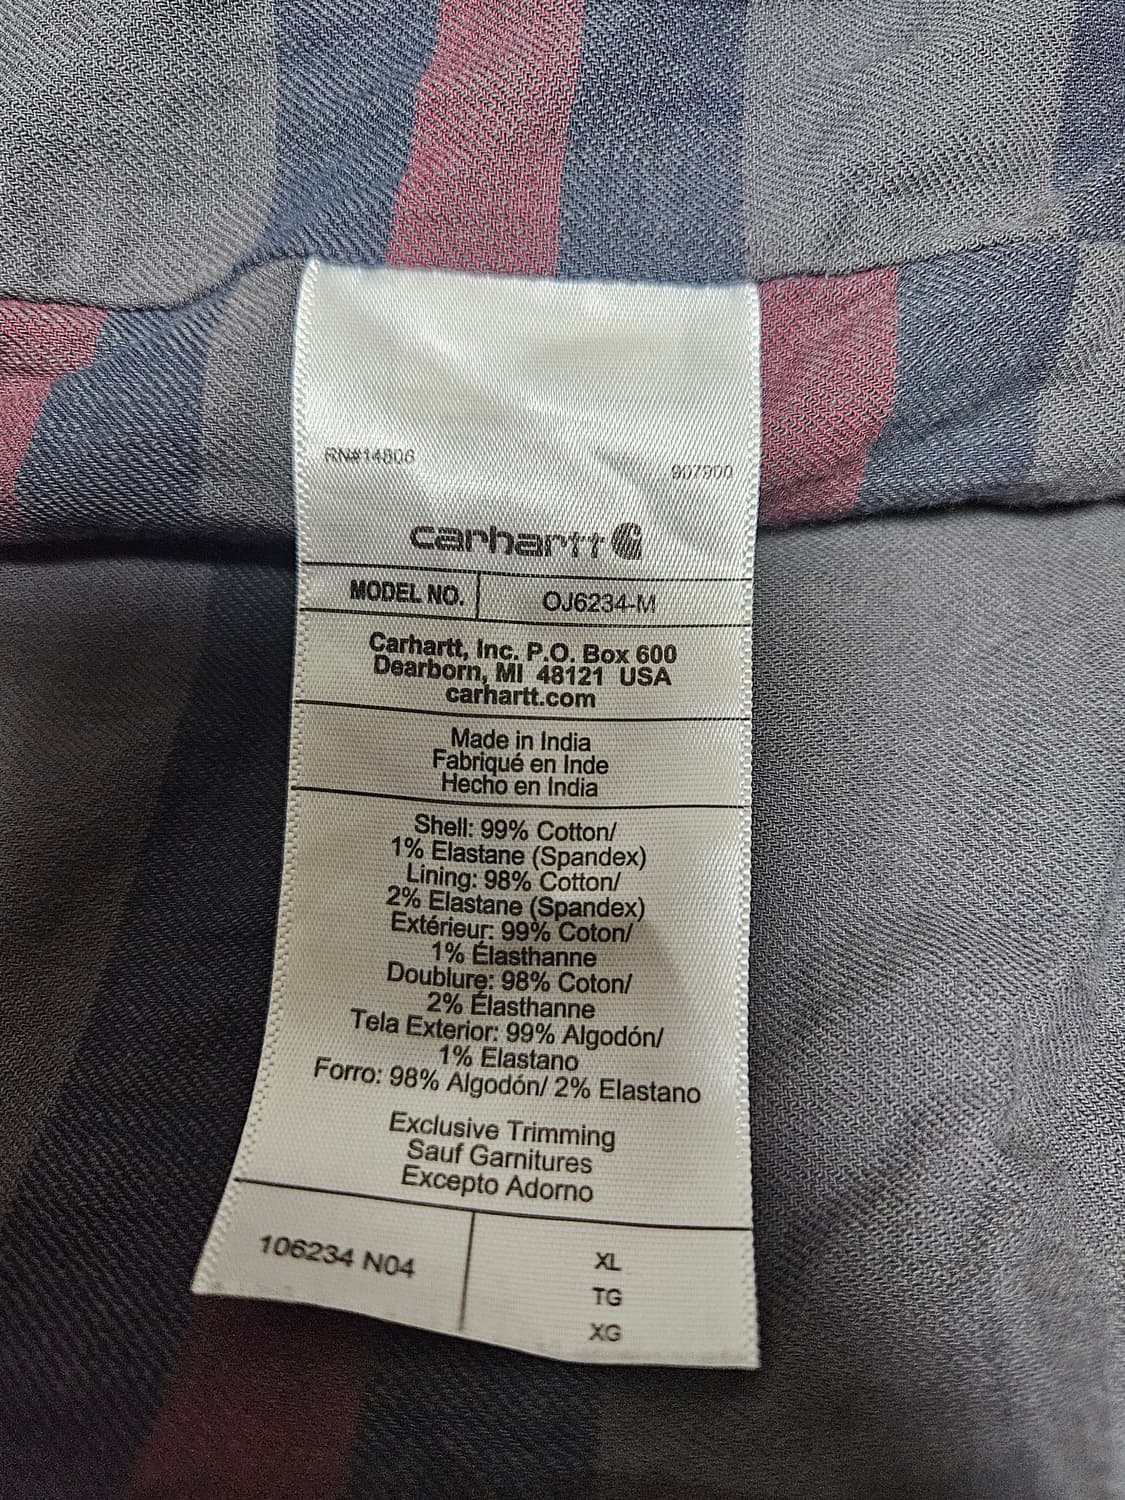 RN#14806
907900
carhartt
MODEL NO. OJ6234-M
Carhartt, Inc. P.O. Box 600
Dearborn, MI 48121 USA
carhartt.com
Made in India
Fabriqué en Inde
Hecho en India
Shell: 99% Cotton/
1% Elastane (Spandex)
Lining: 98% Cotton/
2% Elastane (Spandex)
Extérieur: 99% Coton/
1% Élasthanne
Doublure: 98% Coton/
2% Élasthanne
Tela Exterior: 99% Algodón/
1% Elastano
Forro: 98% Algodón/ 2% Elastano
Exclusive Trimming
Sauf Garnitures
Excepto Adorno
106234 N04
XL
TG
XG